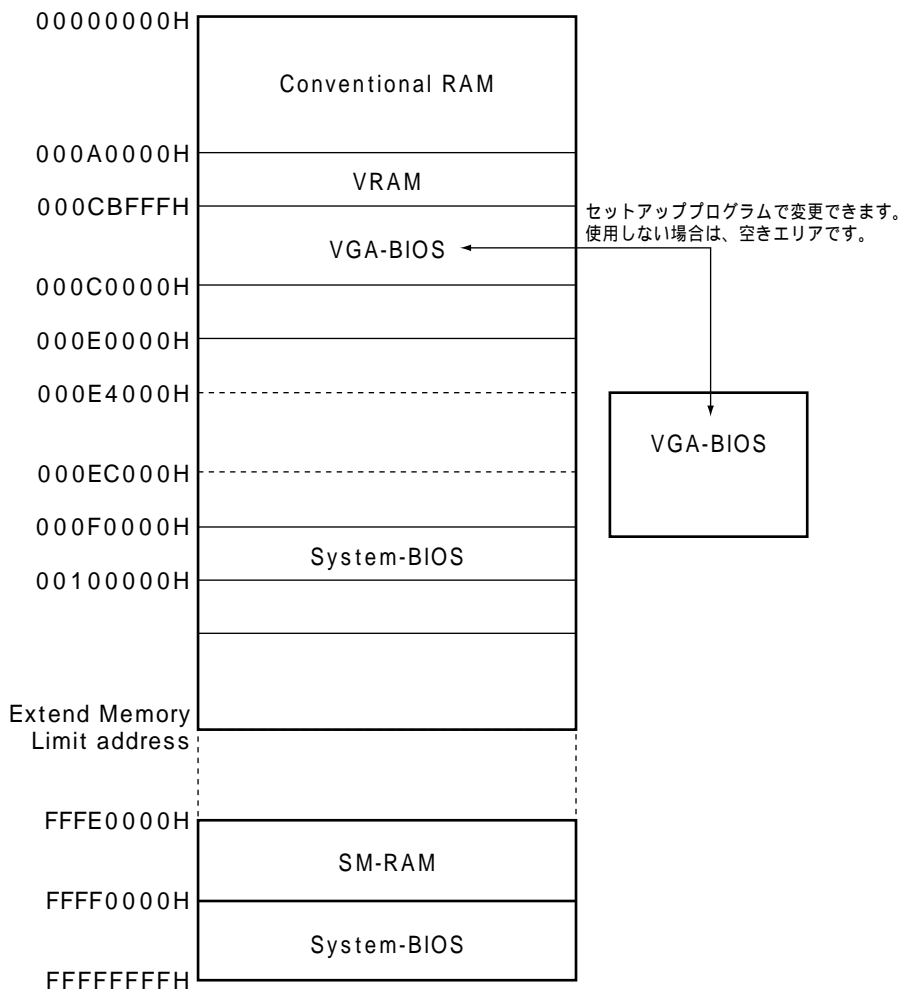 00000000H
Conventional RAM
000A0000H
VRAM
000CBFFFH
セットアッププログラムで変更できます。
使用しない場合は、空きエリアです。
VGA-BIOS
000C0000H
000E0000H
000E4000H
VGA-BIOS
000EC000H
000F0000H
System-BIOS
00100000H
Extend Memory
Limit address
FFFE0000H
SM-RAM
FFFF0000H
System-BIOS
FFFFFFFFH